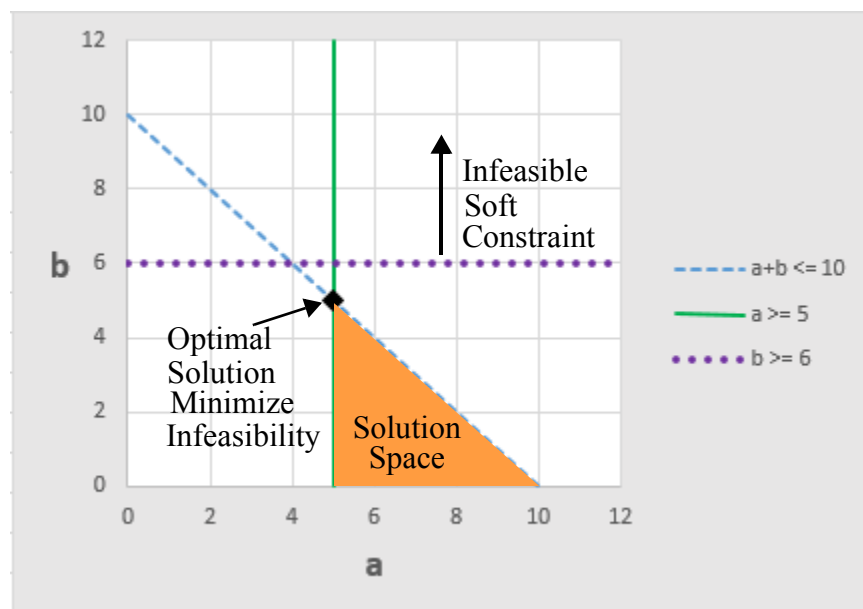 12
10
8
6
4
2
0
b
0 2 4 6 8 10 12
a
Infeasible
Soft
Constraint
Optimal
Solution
Minimize
Infeasibility
Solution
Space
a+b <= 10
a >= 5
b >= 6